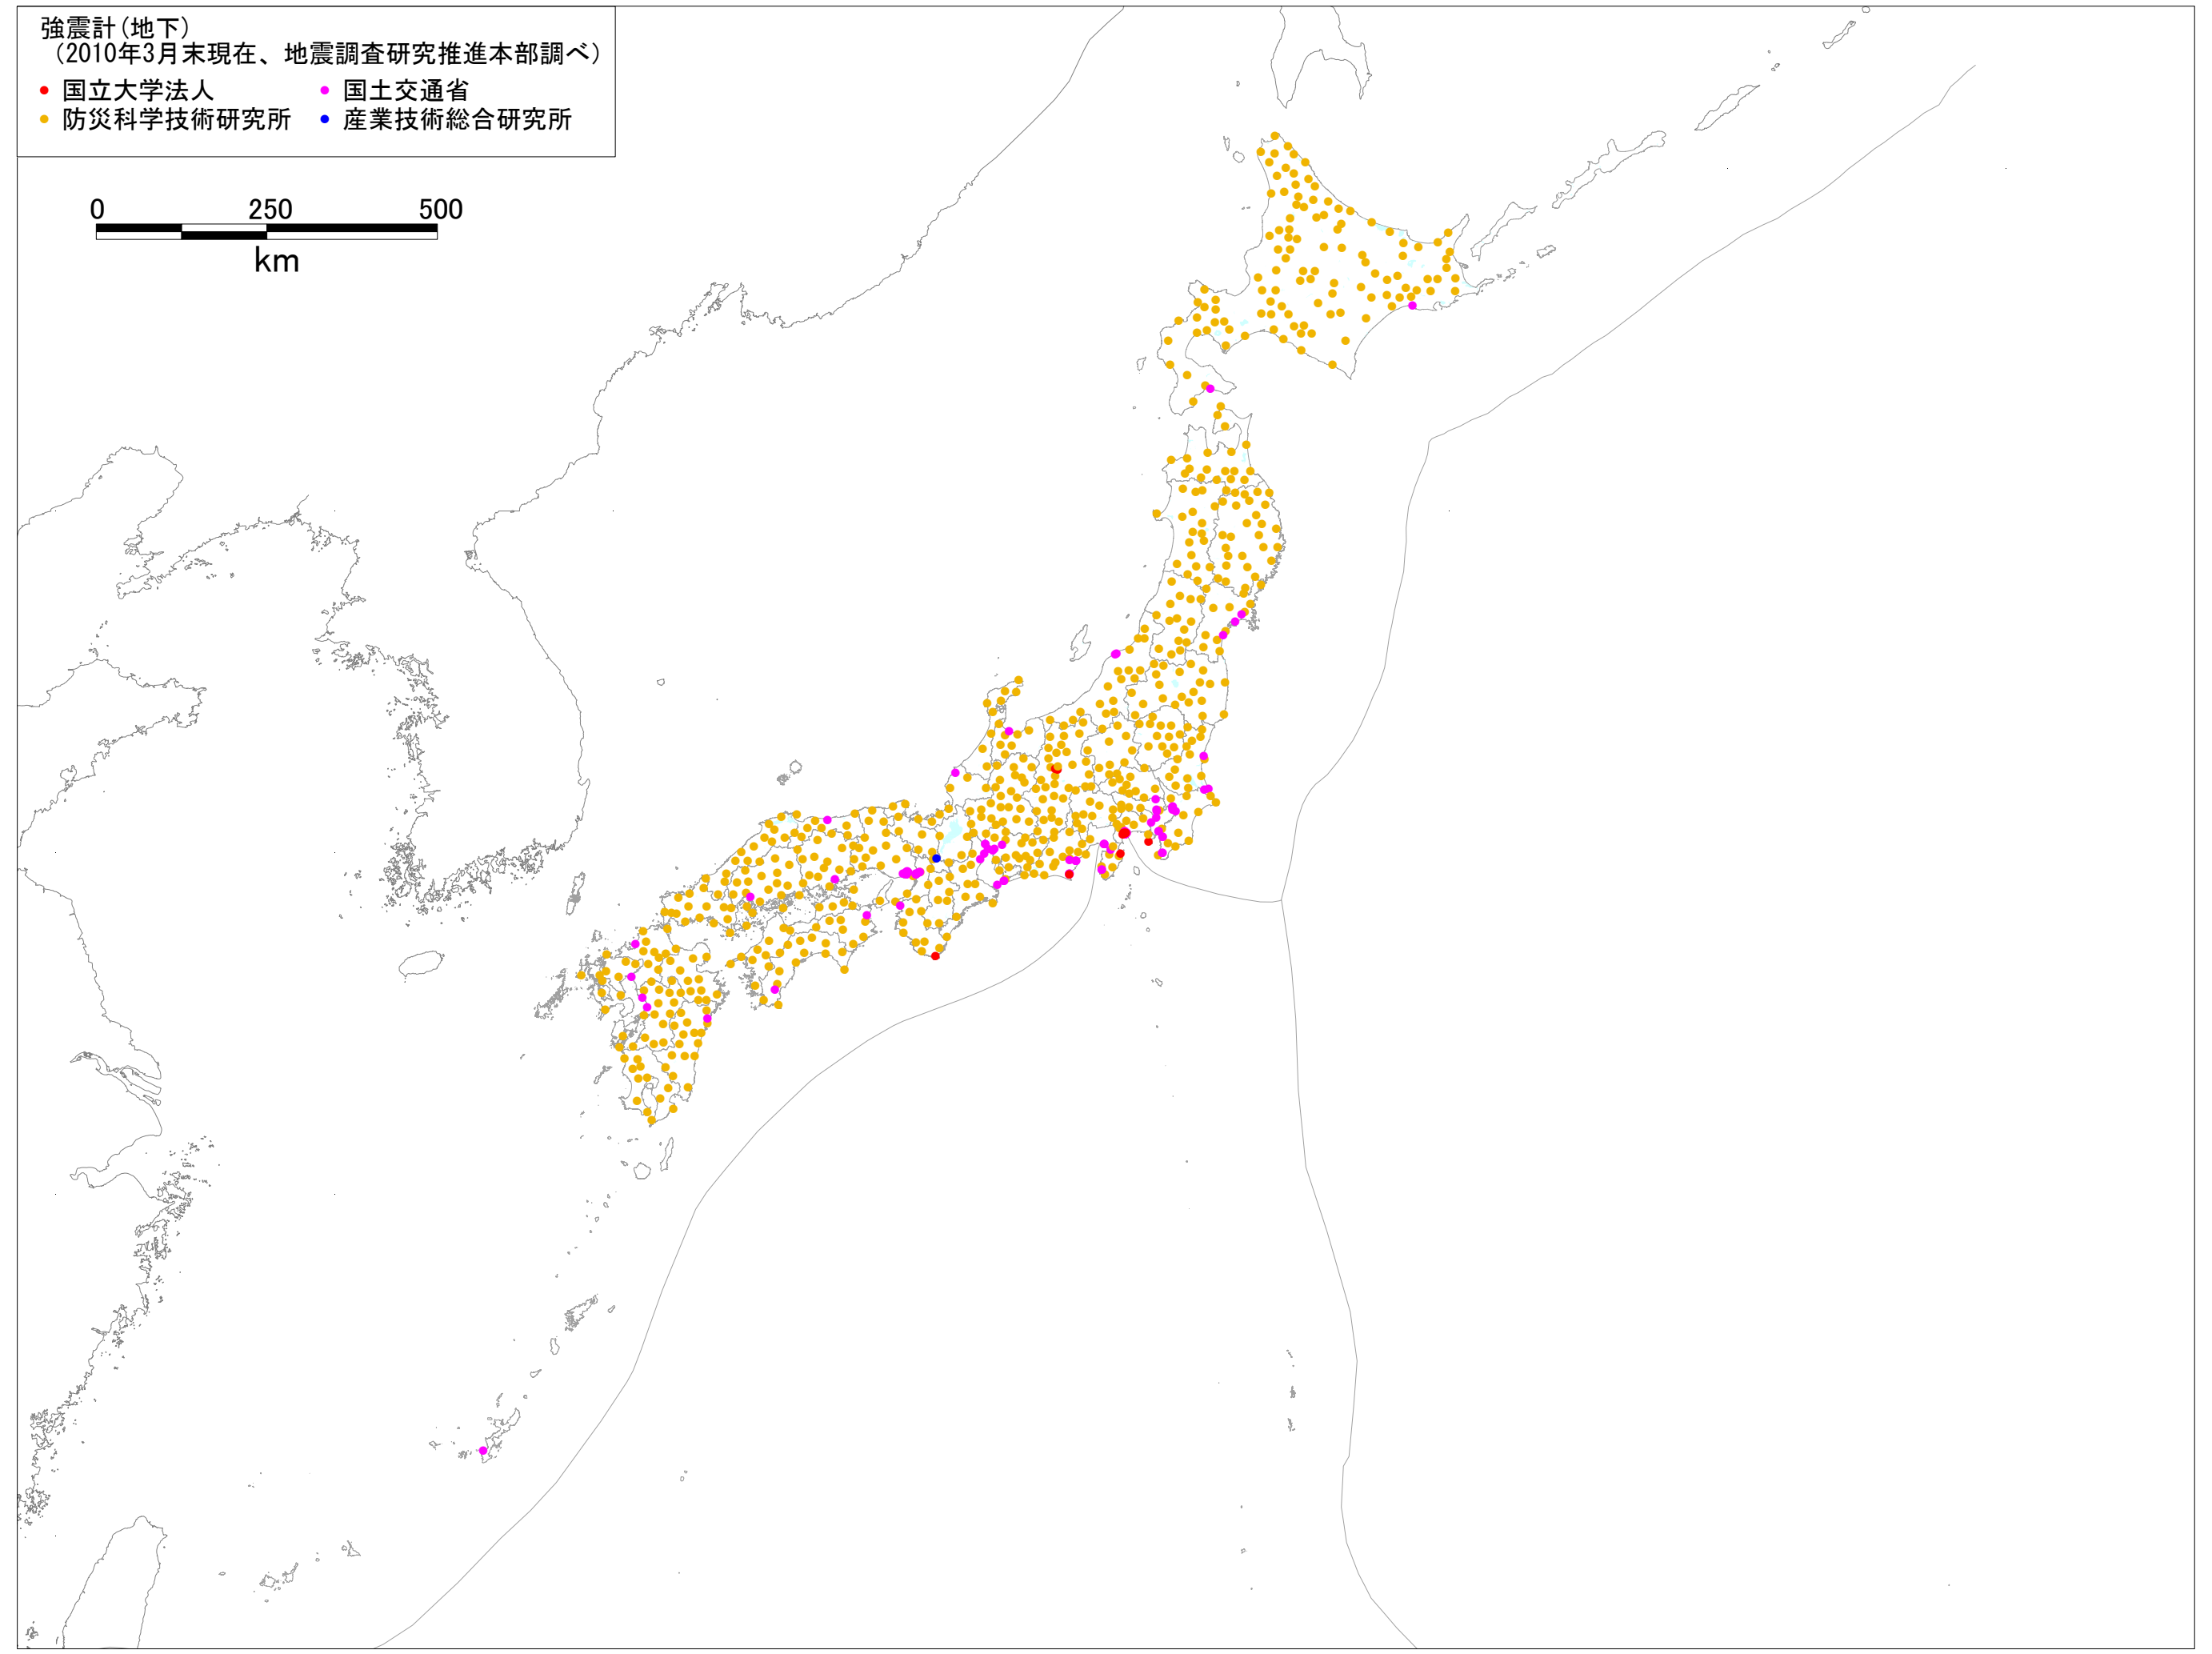 強震計(地下)
(2010年3月末現在、地震調査研究推進本部調べ)
国立大学法人 国土交通省
防災科学技術研究所 産業技術総合研究所
0 250 500
km